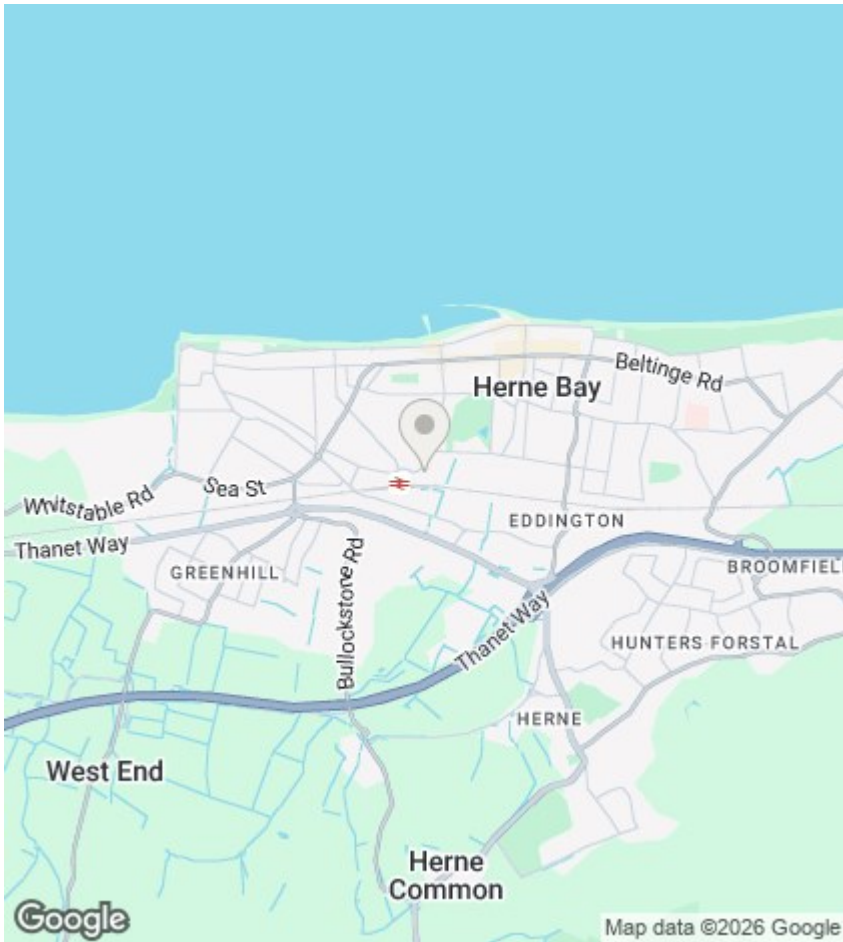 Beltinge Rd
Herne Bay
Whitstable Rd
Sea St
EDDINGTON
Thanet Way
GREENHILL
Bullockstone Rd
BROOMFIELD
Thanet Way
HUNTERS FORSTAL
HERNE
West End
Herne
Common
Google
Map data ©2026 Google